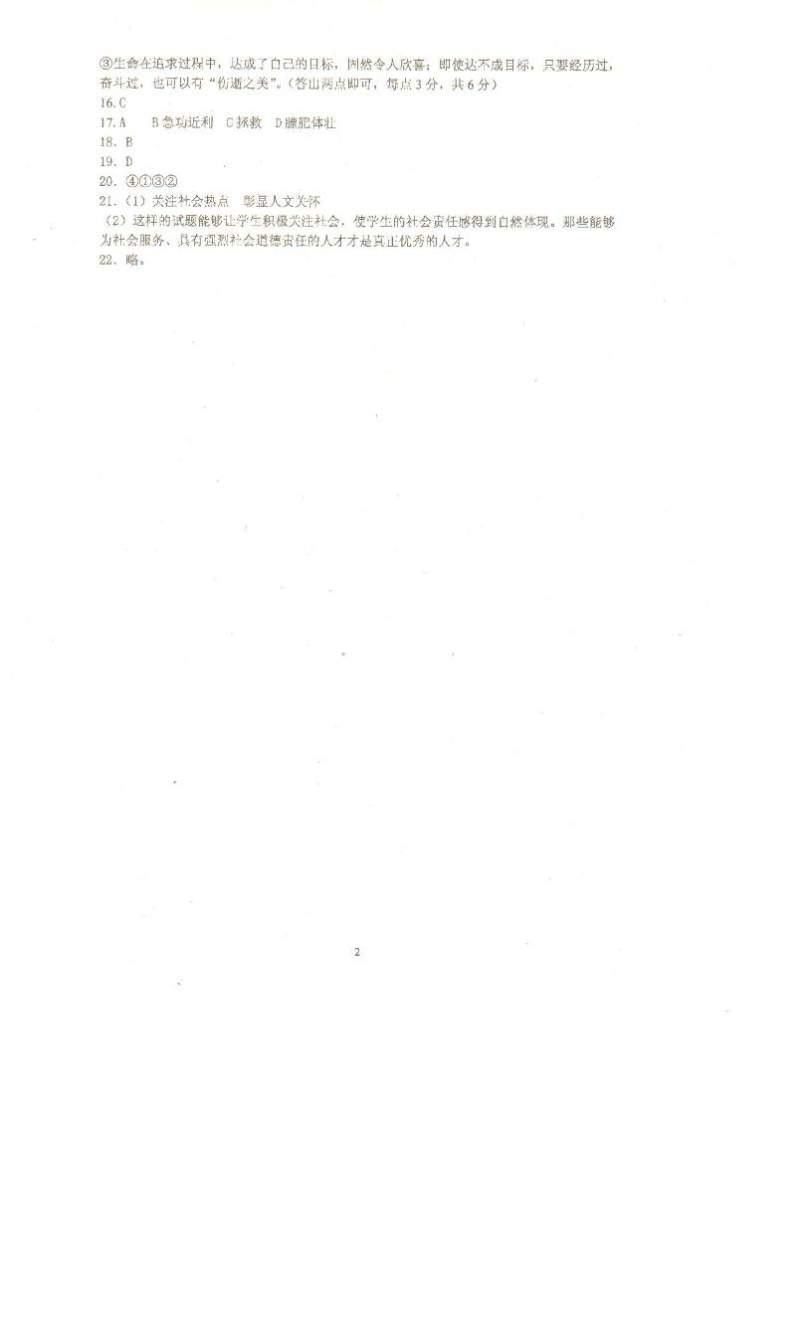 ③生命在追求过程中，达成了自己的目标，固然令人欣喜；即使达不成目标，只要经历过，
奋斗过，也可以有“伤逝之美”。（答出两点即可，每点3分，共6分）
16.C
17.A B急功近利 C拯救 D膘肥体壮
18．B
19．D
20．④①③②
21．（1）关注社会热点 彰显人文关怀
（2）这样的试题能够让学生积极关注社会，使学生的社会责任感得到自然体现。那些能够
为社会服务、具有强烈社会道德责任的人才才是真正优秀的人才。
22．略。
2